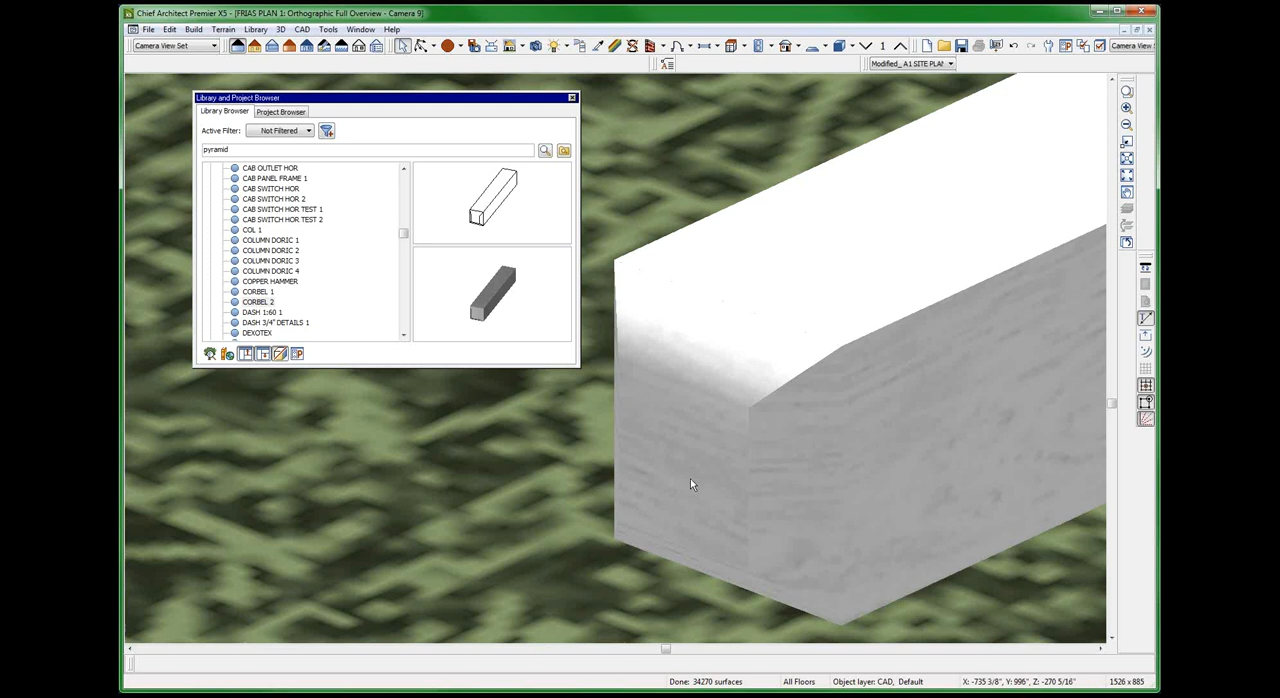 Chief Architect Premier X5 - [FRIAS PLAN 1: Orthographic Full Overview - Camera 9]
File Edit Build Terrain Library 3D CAD Tools Window Help
Camera View Set
1
Camera View
Modified_ A1 SITE PLAN
Library and Project Browser
Library Browser Project Browser
Active Filter: Not Filtered
pyramid
CAB OUTLET HOR
CAB PANEL FRAME 1
CAB SWITCH HOR
CAB SWITCH HOR 2
CAB SWITCH HOR TEST 1
CAB SWITCH HOR TEST 2
COL 1
COLUMN DORIC 1
COLUMN DORIC 2
COLUMN DORIC 3
COLUMN DORIC 4
COPPER HAMMER
CORBEL 1
CORBEL 2
DASH 1:60 1
DASH 3/4" DETAILS 1
DEXOTEX
Done: 34270 surfaces All Floors Object layer: CAD, Default X: -735 3/8", Y: 996", Z: -270 5/16" 1526 x 885